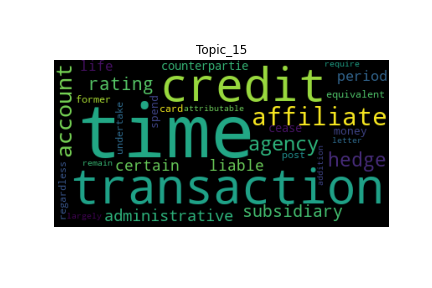 Topic_15
life counterpartie require
account rating credit period
former card attributable equivalent
time affiliate
undertake spend cease money
agency post letter
certain liable hedge
remain addition
regardless transaction
largely administrative subsidiary